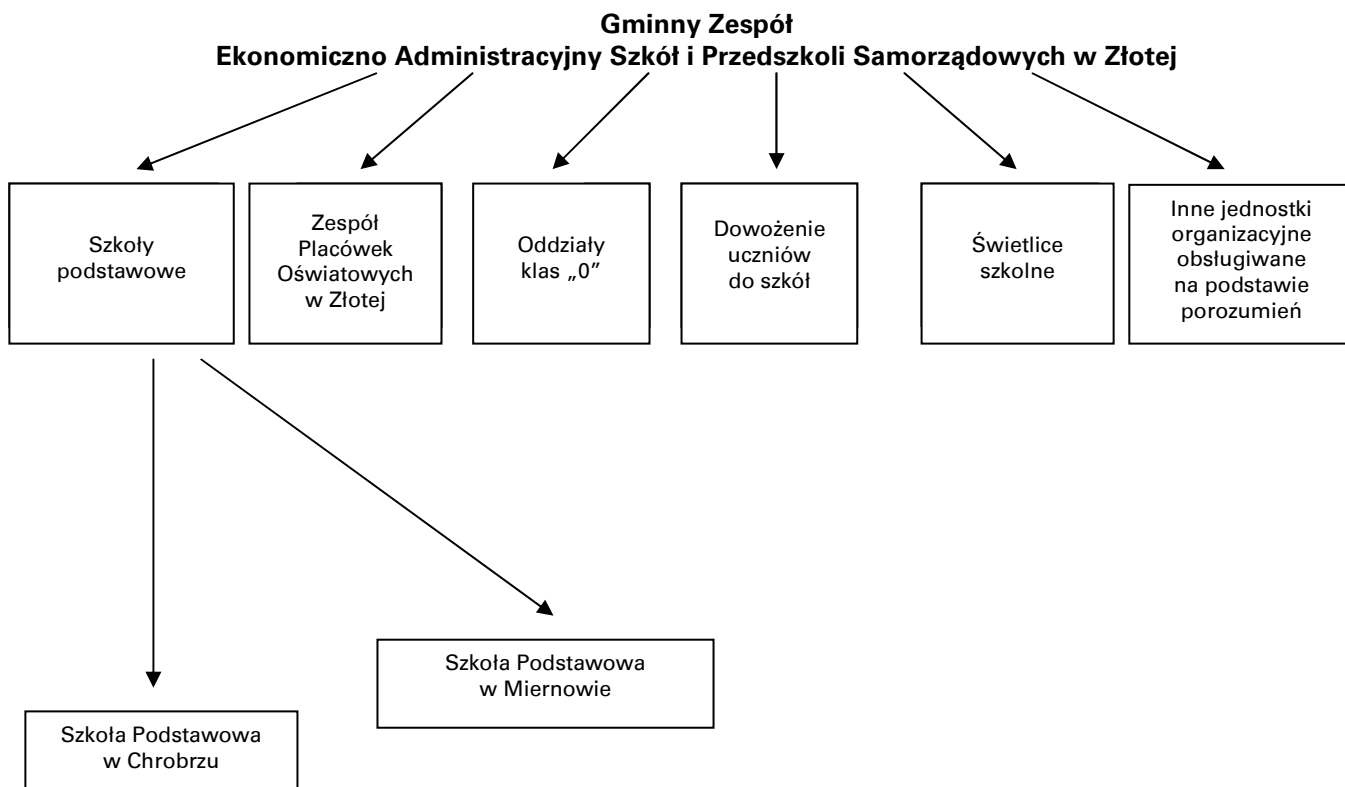 Gminny Zespół
Ekonomiczno Administracyjny Szkół i Przedszkoli Samorządowych w Złotej
Szkoły
podstawowe
Zespół
Placówek
Oświatowych
w Złotej
Oddziały
klas „0”
Dowożenie
uczniów
do szkół
Świetlice
szkolne
Inne jednostki
organizacyjne
obsługiwane
na podstawie
porozumień
Szkoła Podstawowa
w Miernowie
Szkoła Podstawowa
w Chrobrzu